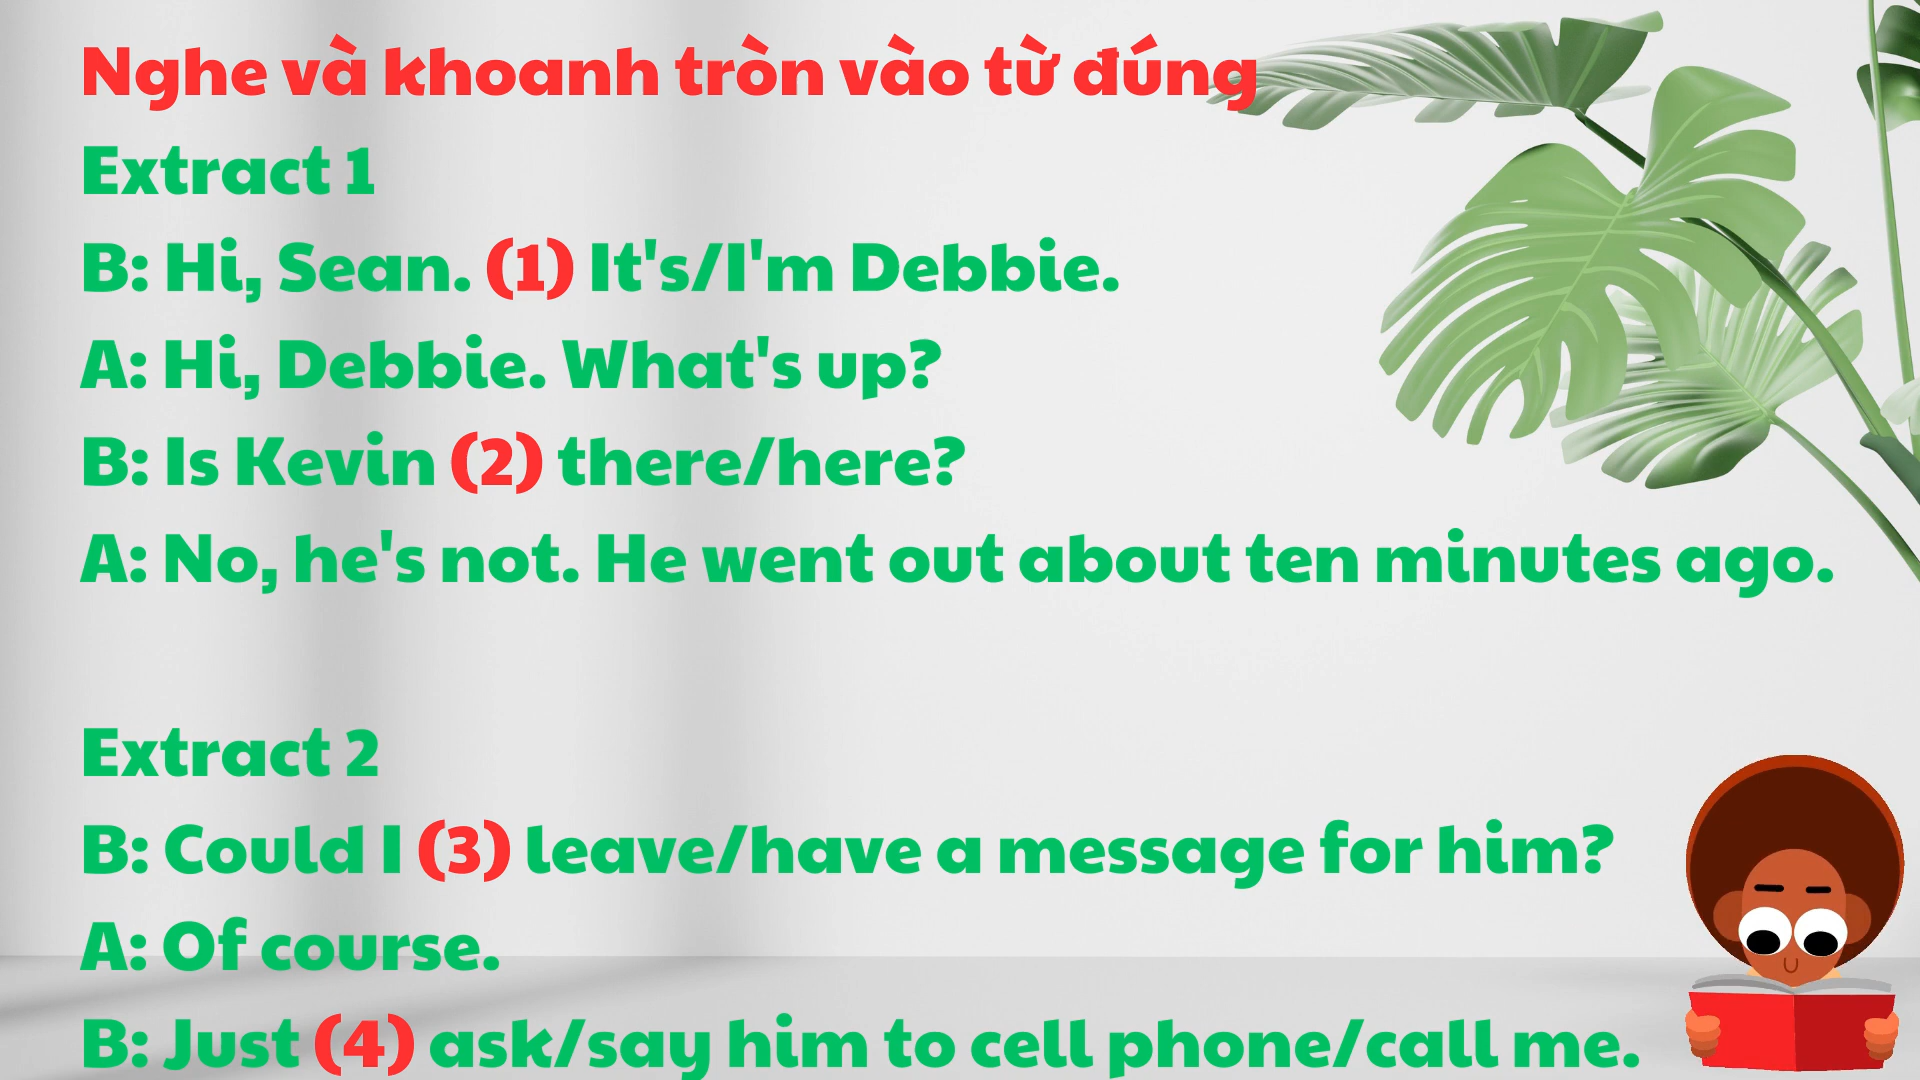 Nghe và khoanh tròn vào từ đúng
Extract 1
B: Hi, Sean. (1) It's/I'm Debbie.
A: Hi, Debbie. What's up?
B: Is Kevin (2) there/here?
A: No, he's not. He went out about ten minutes ago.
Extract 2
B: Could I (3) leave/have a message for him?
A: Of course.
B: Just (4) ask/say him to cell phone/call me.